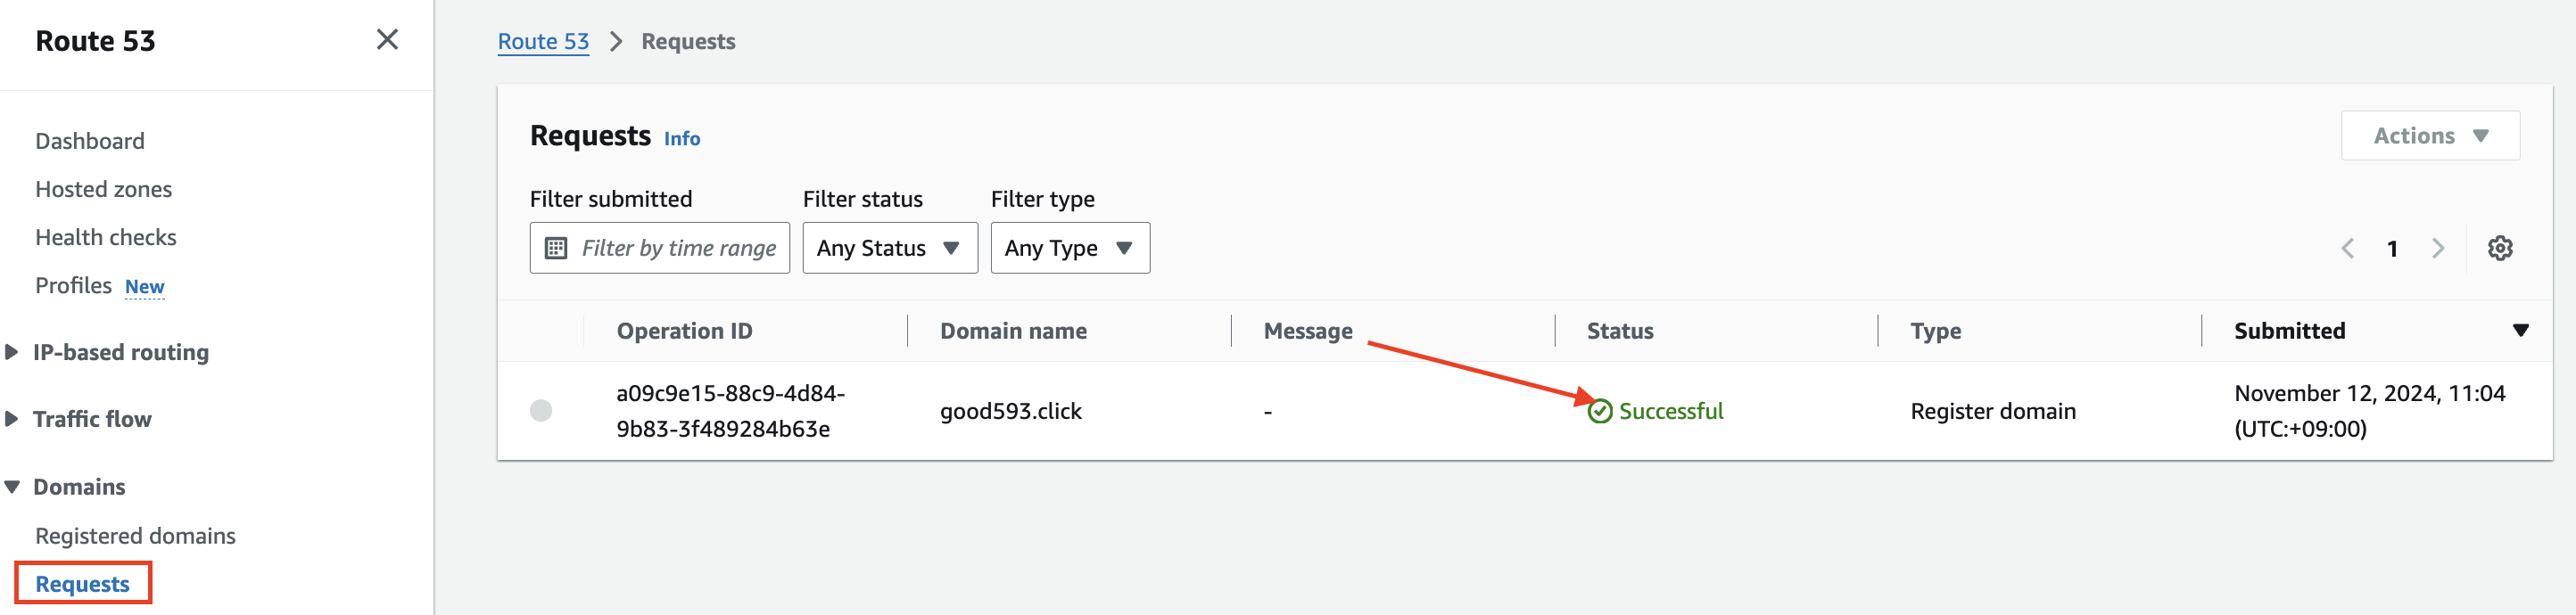 Route 53
Dashboard
Hosted zones
Health checks
Profiles New
IP-based routing
Traffic flow
Domains
Registered domains
Requests
Route 53 > Requests
Requests Info
Actions
Filter submitted
Filter status
Filter type
Filter by time range
Any Status
Any Type
1
Operation ID
Domain name
Message
Status
Type
Submitted
a09c9e15-88c9-4d84-
9b83-3f489284b63e
good593.click
-
Successful
Register domain
November 12, 2024, 11:04
(UTC:+09:00)